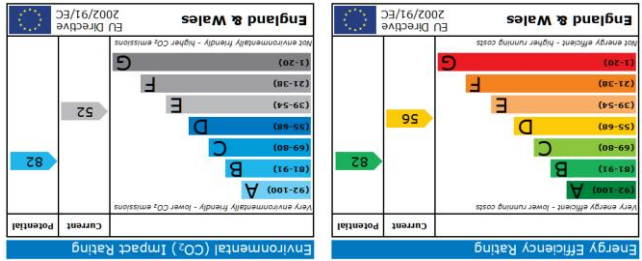 Energy Efficiency Rating
Current Potential
Very energy efficient - lower running costs
(92-100) A
(81-91) B
(69-80) C
(55-68) D
(39-54) E
(21-38) F
(1-20) G
56
82
Not energy efficient - higher running costs
England & Wales
EU Directive
2002/91/EC
Environmental (CO₂) Impact Rating
Current Potential
Very environmentally friendly - lower CO₂ emissions
(92-100) A
(81-91) B
(69-80) C
(55-68) D
(39-54) E
(21-38) F
(1-20) G
52
82
Not environmentally friendly - higher CO₂ emissions
England & Wales
EU Directive
2002/91/EC